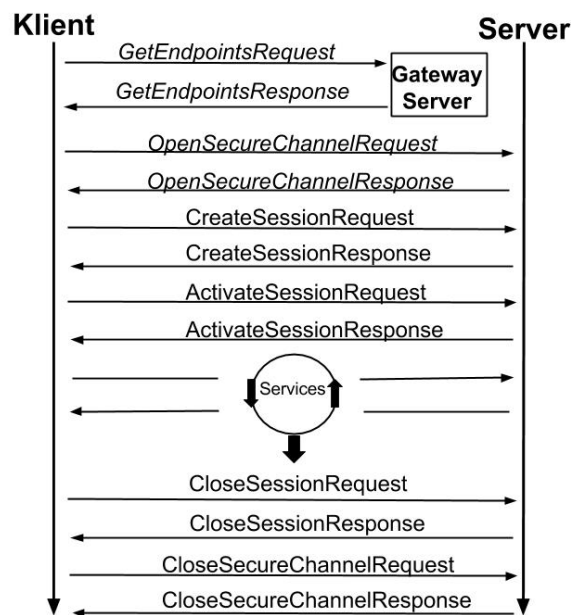 Klient
Server
GetEndpointsRequest
Gateway
Server
GetEndpointsResponse
OpenSecureChannelRequest
OpenSecureChannelResponse
CreateSessionRequest
CreateSessionResponse
ActivateSessionRequest
ActivateSessionResponse
Services
CloseSessionRequest
CloseSessionResponse
CloseSecureChannelRequest
CloseSecureChannelResponse